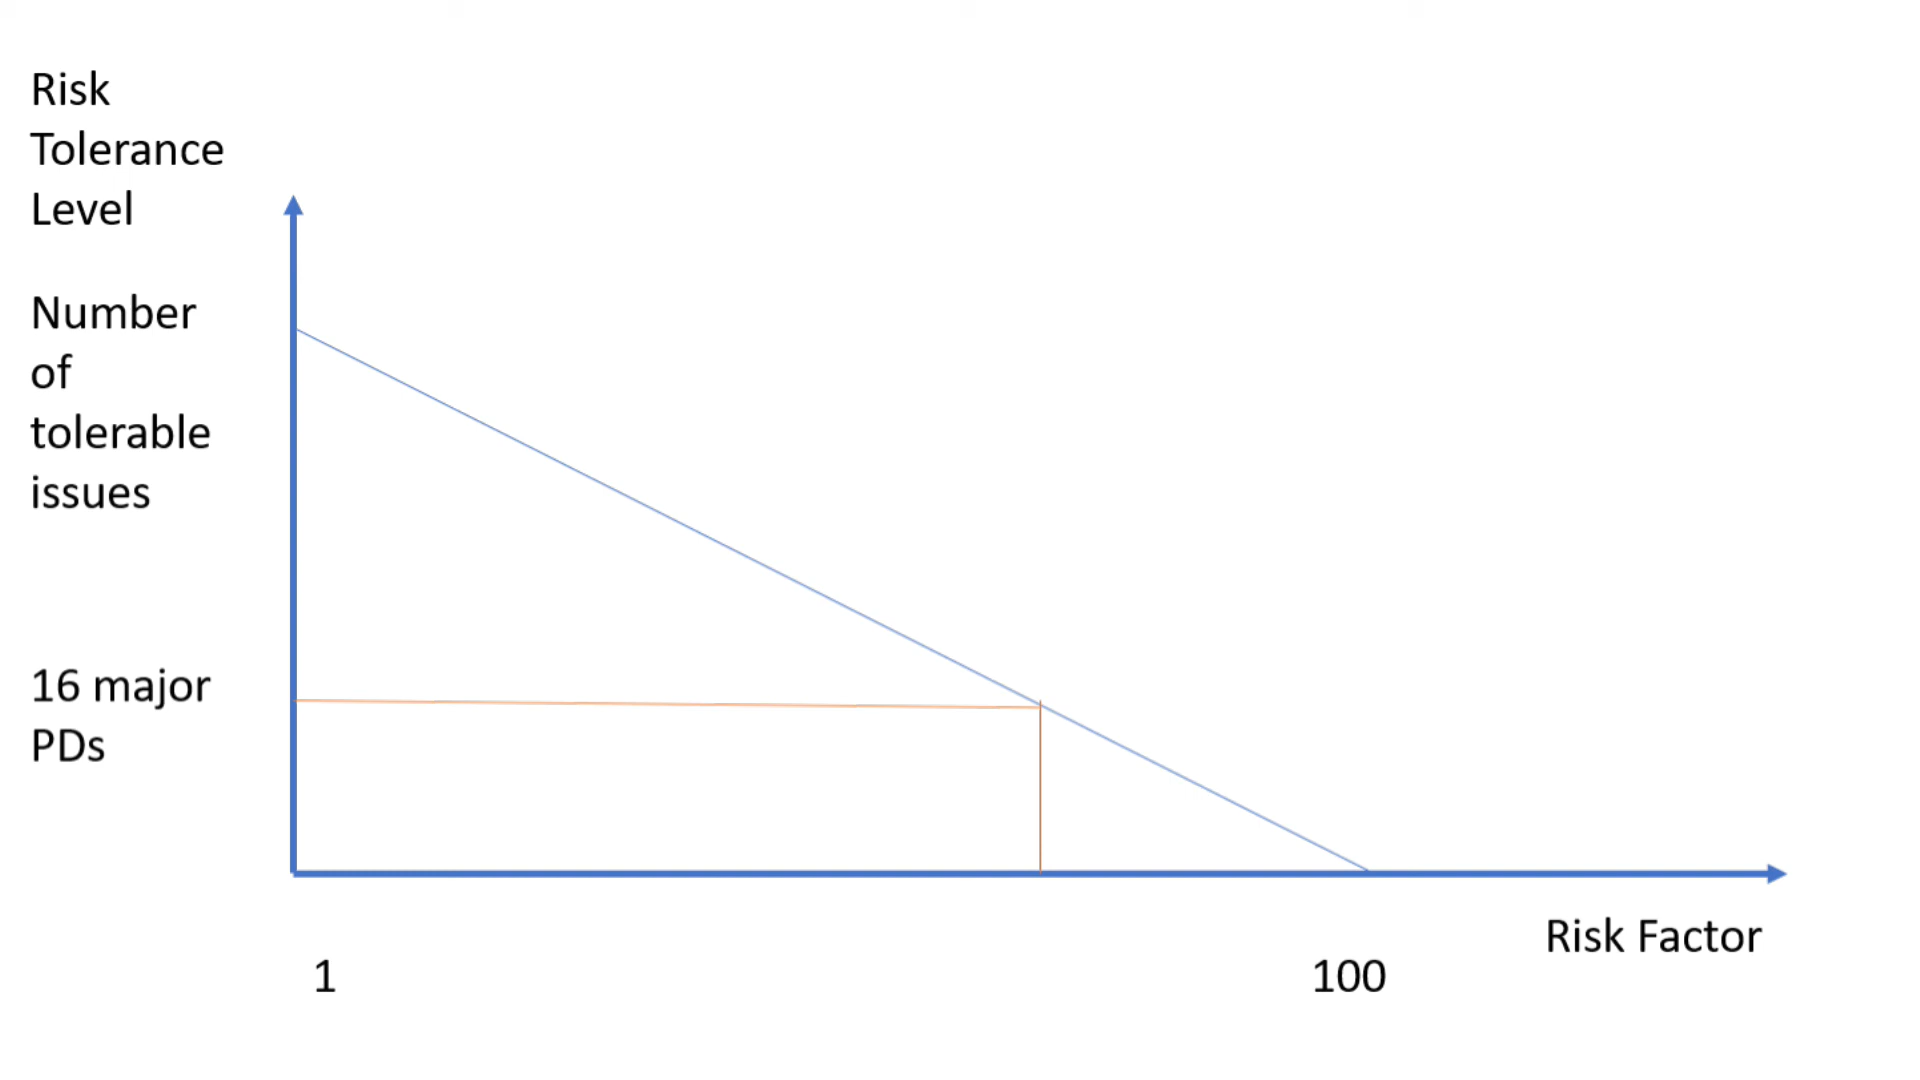 Risk
Tolerance
Level
Number
of
tolerable
issues
16 major
PDs
Risk Factor
1
100